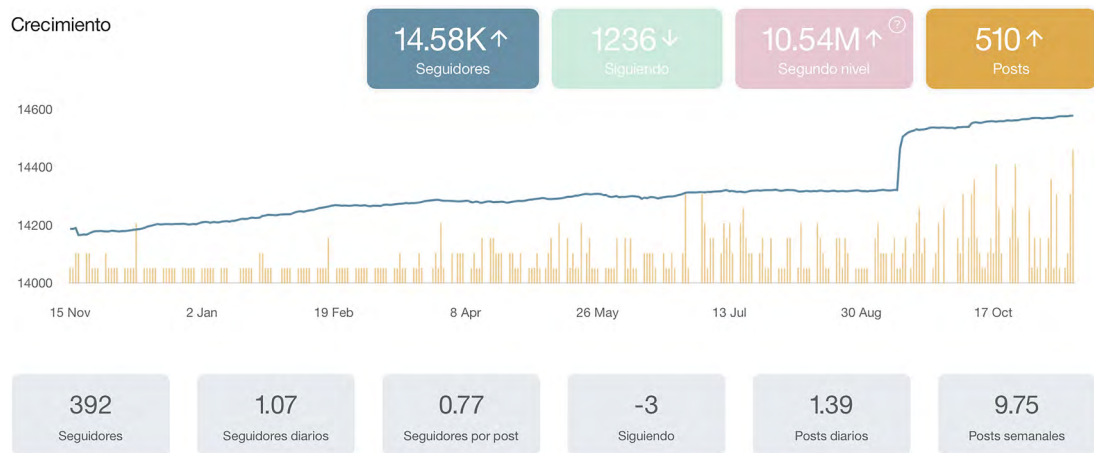 Crecimiento
14.58K↑
Seguidores
1236↓
Siguiendo
10.54M↑
?
Segundo nivel
510↑
Posts
14600
14400
14200
14000
15 Nov
2 Jan
19 Feb
8 Apr
26 May
13 Jul
30 Aug
17 Oct
392
Seguidores
1.07
Seguidores diarios
0.77
Seguidores por post
-3
Siguiendo
1.39
Posts diarios
9.75
Posts semanales